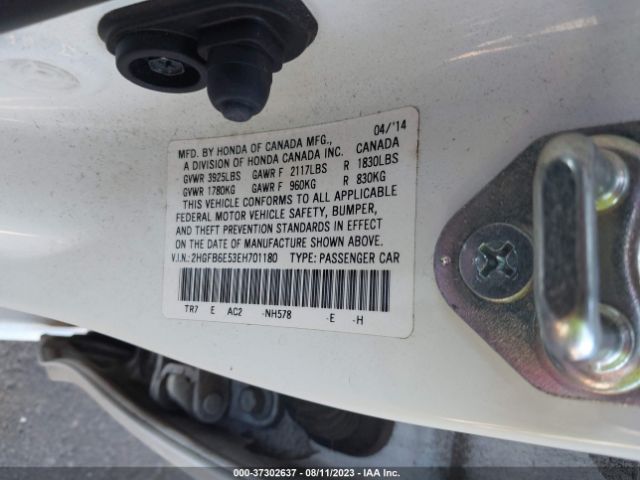 04/'14
MFD. BY HONDA OF CANADA MFG.,
A DIVISION OF HONDA CANADA INC. CANADA
GVWR 3925LBS GAWR F 2117LBS R 1830LBS
GVWR 1780KG GAWR F 960KG R 830KG
THIS VEHICLE CONFORMS TO ALL APPLICABLE
FEDERAL MOTOR VEHICLE SAFETY, BUMPER,
AND THEFT PREVENTION STANDARDS IN EFFECT
ON THE DATE OF MANUFACTURE SHOWN ABOVE.
V.I.N.: 2HGFB6E53EH701180 TYPE: PASSENGER CAR
TR7 E AC2 -NH578 -E -H
000-37302637 - 08/11/2023 - IAA Inc.